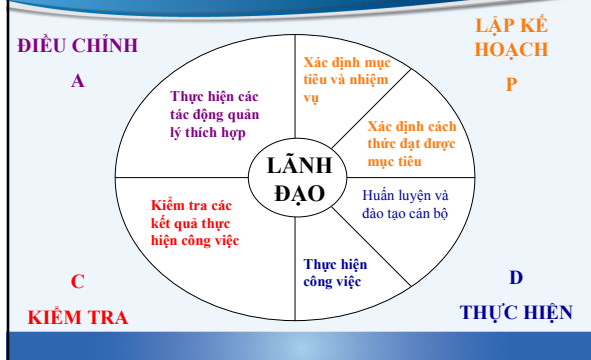 ĐIỀU CHỈNH
A
LẬP KẾ
HOẠCH
P
Thực hiện các
tác động quản
lý thích hợp
Xác định mục
tiêu và nhiệm
vụ
Xác định cách
thức đạt được
mục tiêu
LÃNH
ĐẠO
Kiểm tra các
kết quả thực
hiện công việc
Huấn luyện và
đào tạo cán bộ
Thực hiện
công việc
C
KIỂM TRA
D
THỰC HIỆN